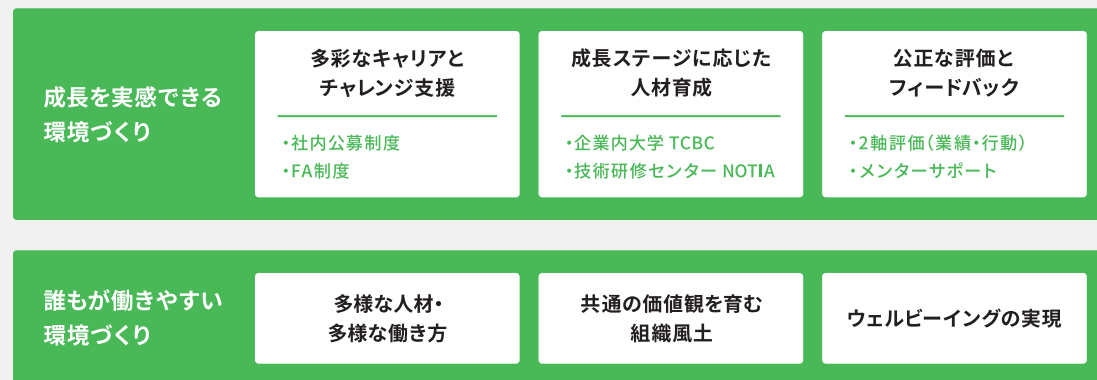 成長を実感できる
環境づくり
多彩なキャリアと
チャレンジ支援
・社内公募制度
・FA制度
成長ステージに応じた
人材育成
・企業内大学 TCBC
・技術研修センター NOTIA
公正な評価と
フィードバック
・2軸評価(業績・行動)
・メンターサポート
誰もが働きやすい
環境づくり
多様な人材・
多様な働き方
共通の価値観を育む
組織風土
ウェルビーイングの実現